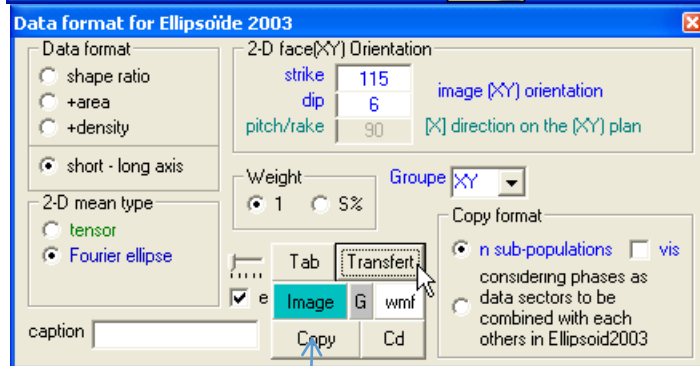 Data format for Ellipsoïde 2003
Data format
shape ratio
+area
+density
short - long axis
2-D mean type
tensor
Fourier ellipse
2-D face(XY) Orientation
strike 115
dip 6
image (XY) orientation
pitch/rake 90 [X] direction on the (XY) plan
Weight
1 S%
Groupe XY
Copy format
n sub-populations vis
considering phases as
data sectors to be
combined with each
others in Ellipsoid2003
Tab Transfert
e Image G wmf
Copy Cd
caption